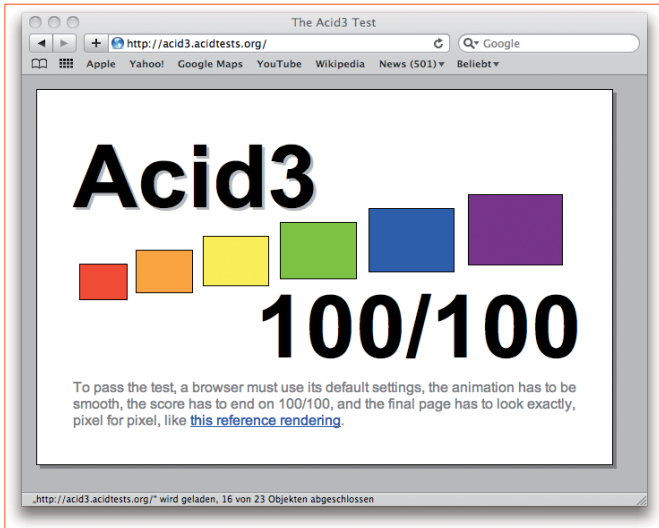 The Acid3 Test
http://acid3.acidtests.org/
Google
Apple Yahoo! Google Maps YouTube Wikipedia News (501) Beliebt
Acid3
100/100
To pass the test, a browser must use its default settings, the animation has to be
smooth, the score has to end on 100/100, and the final page has to look exactly,
pixel for pixel, like this reference rendering.
„http://acid3.acidtests.org/“ wird geladen, 16 von 23 Objekten abgeschlossen